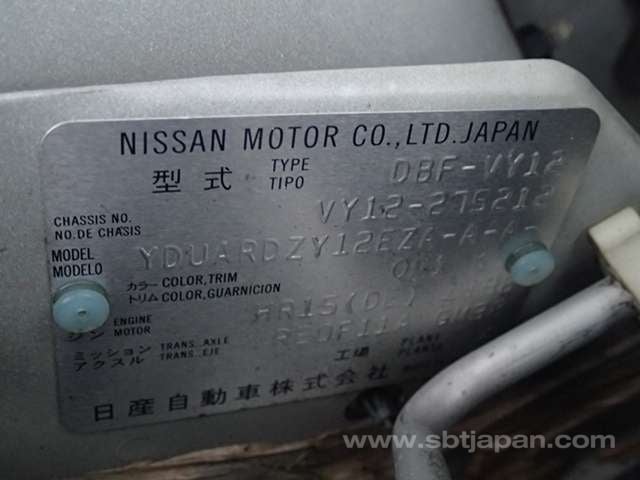 NISSAN MOTOR CO.,LTD.JAPAN
型式 TYPE TIPO DBF-VY12
CHASSIS NO. NO.DE CHASIS VY12-275212
MODEL MODELO YDUARDZY12EZA-A-A-
カラー COLOR,TRIM
トリム COLOR,GUARNICION
ENGINE MOTOR HR15(D
ミッション TRANS.,AXLE
アクスル TRANS.,EJE RE0F11A
工場 PLANT
日産自動車株式会社
www.sbtjapan.com